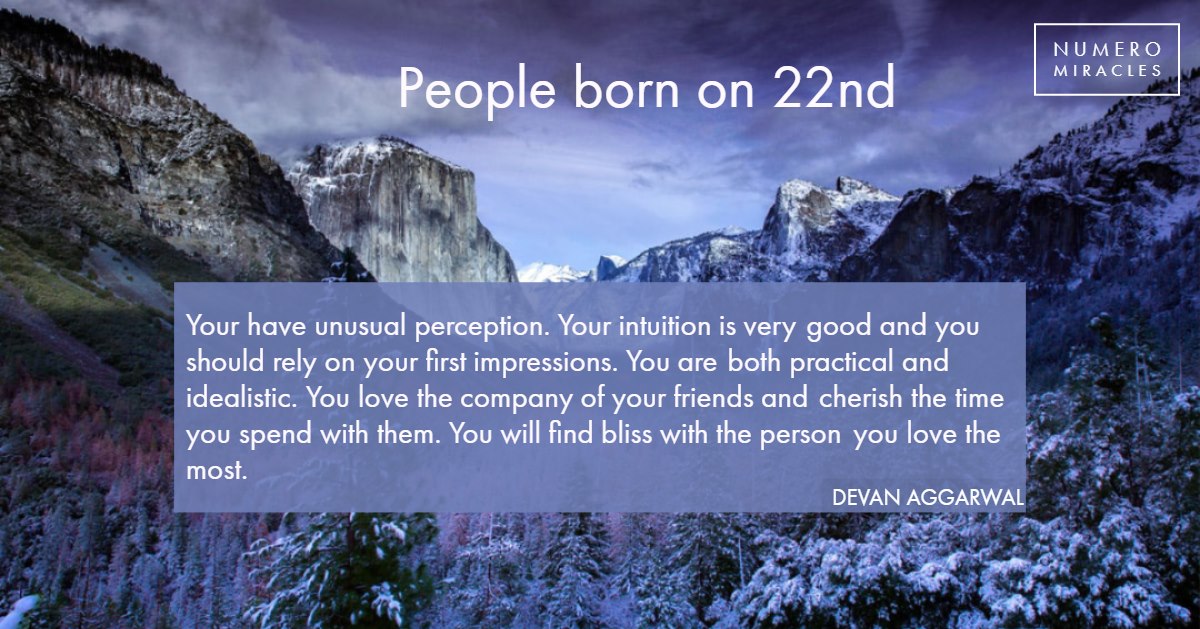 NUMERO
MIRACLES
People born on 22nd
Your have unusual perception. Your intuition is very good and you
should rely on your first impressions. You are both practical and
idealistic. You love the company of your friends and cherish the time
you spend with them. You will find bliss with the person you love the
most.
DEVAN AGGARWAL